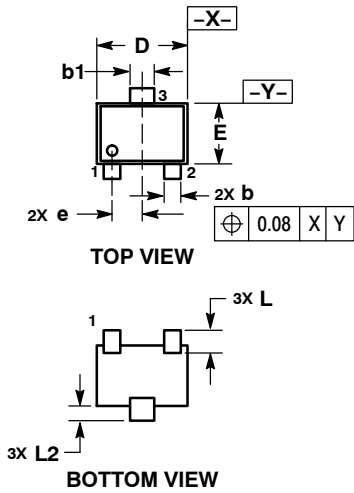 –X–
D
b1
3
–Y–
E
1
2
2X e
2X b
⌖ 0.08 X Y
TOP VIEW
1
3X L
3X L2
BOTTOM VIEW